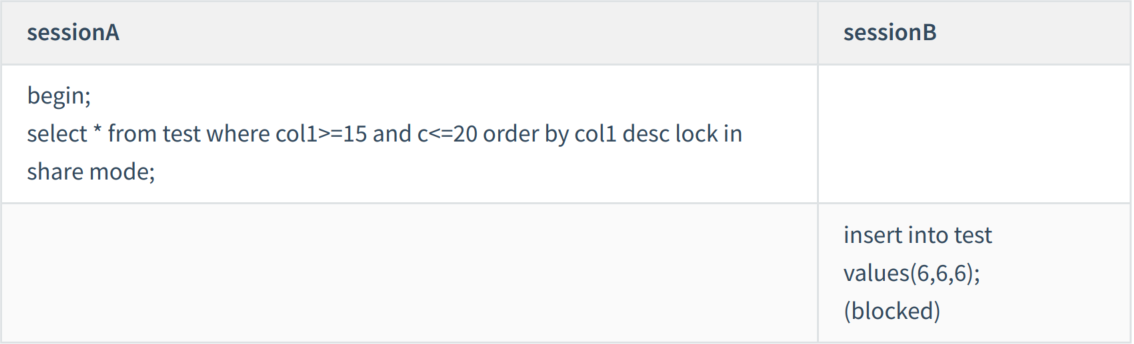 sessionA
sessionB
begin;
select * from test where col1>=15 and c<=20 order by col1 desc lock in
share mode;
insert into test
values(6,6,6);
(blocked)